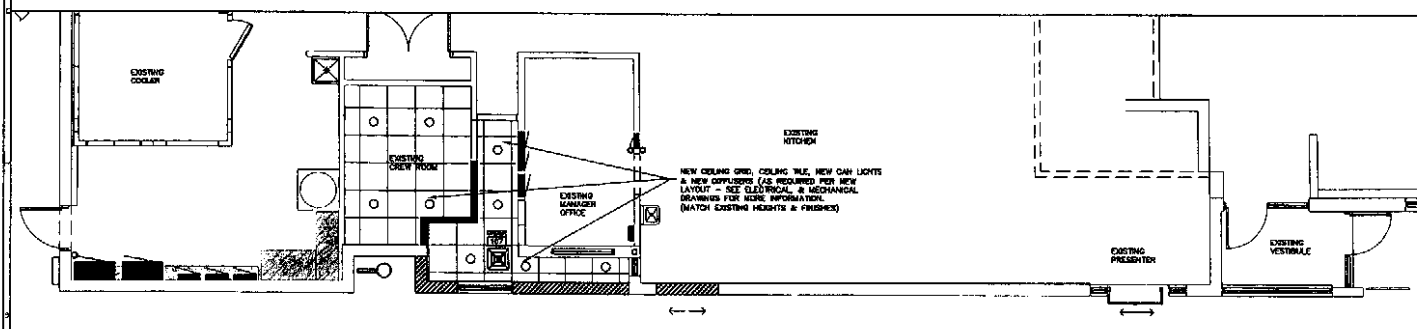 EXISTING
COOLER
EXISTING
CREW ROOM
EXISTING
MANAGER
OFFICE
EXISTING
KITCHEN
NEW CEILING GRID, CEILING TILE, NEW CAN LIGHTS
& NEW DIFFUSERS (AS REQUIRED PER NEW
LAYOUT - SEE ELECTRICAL & MECHANICAL
DRAWINGS FOR MORE INFORMATION.
(MATCH EXISTING HEIGHTS & FINISHES)
107
EXISTING
PRESENTER
EXISTING
VESTIBULE